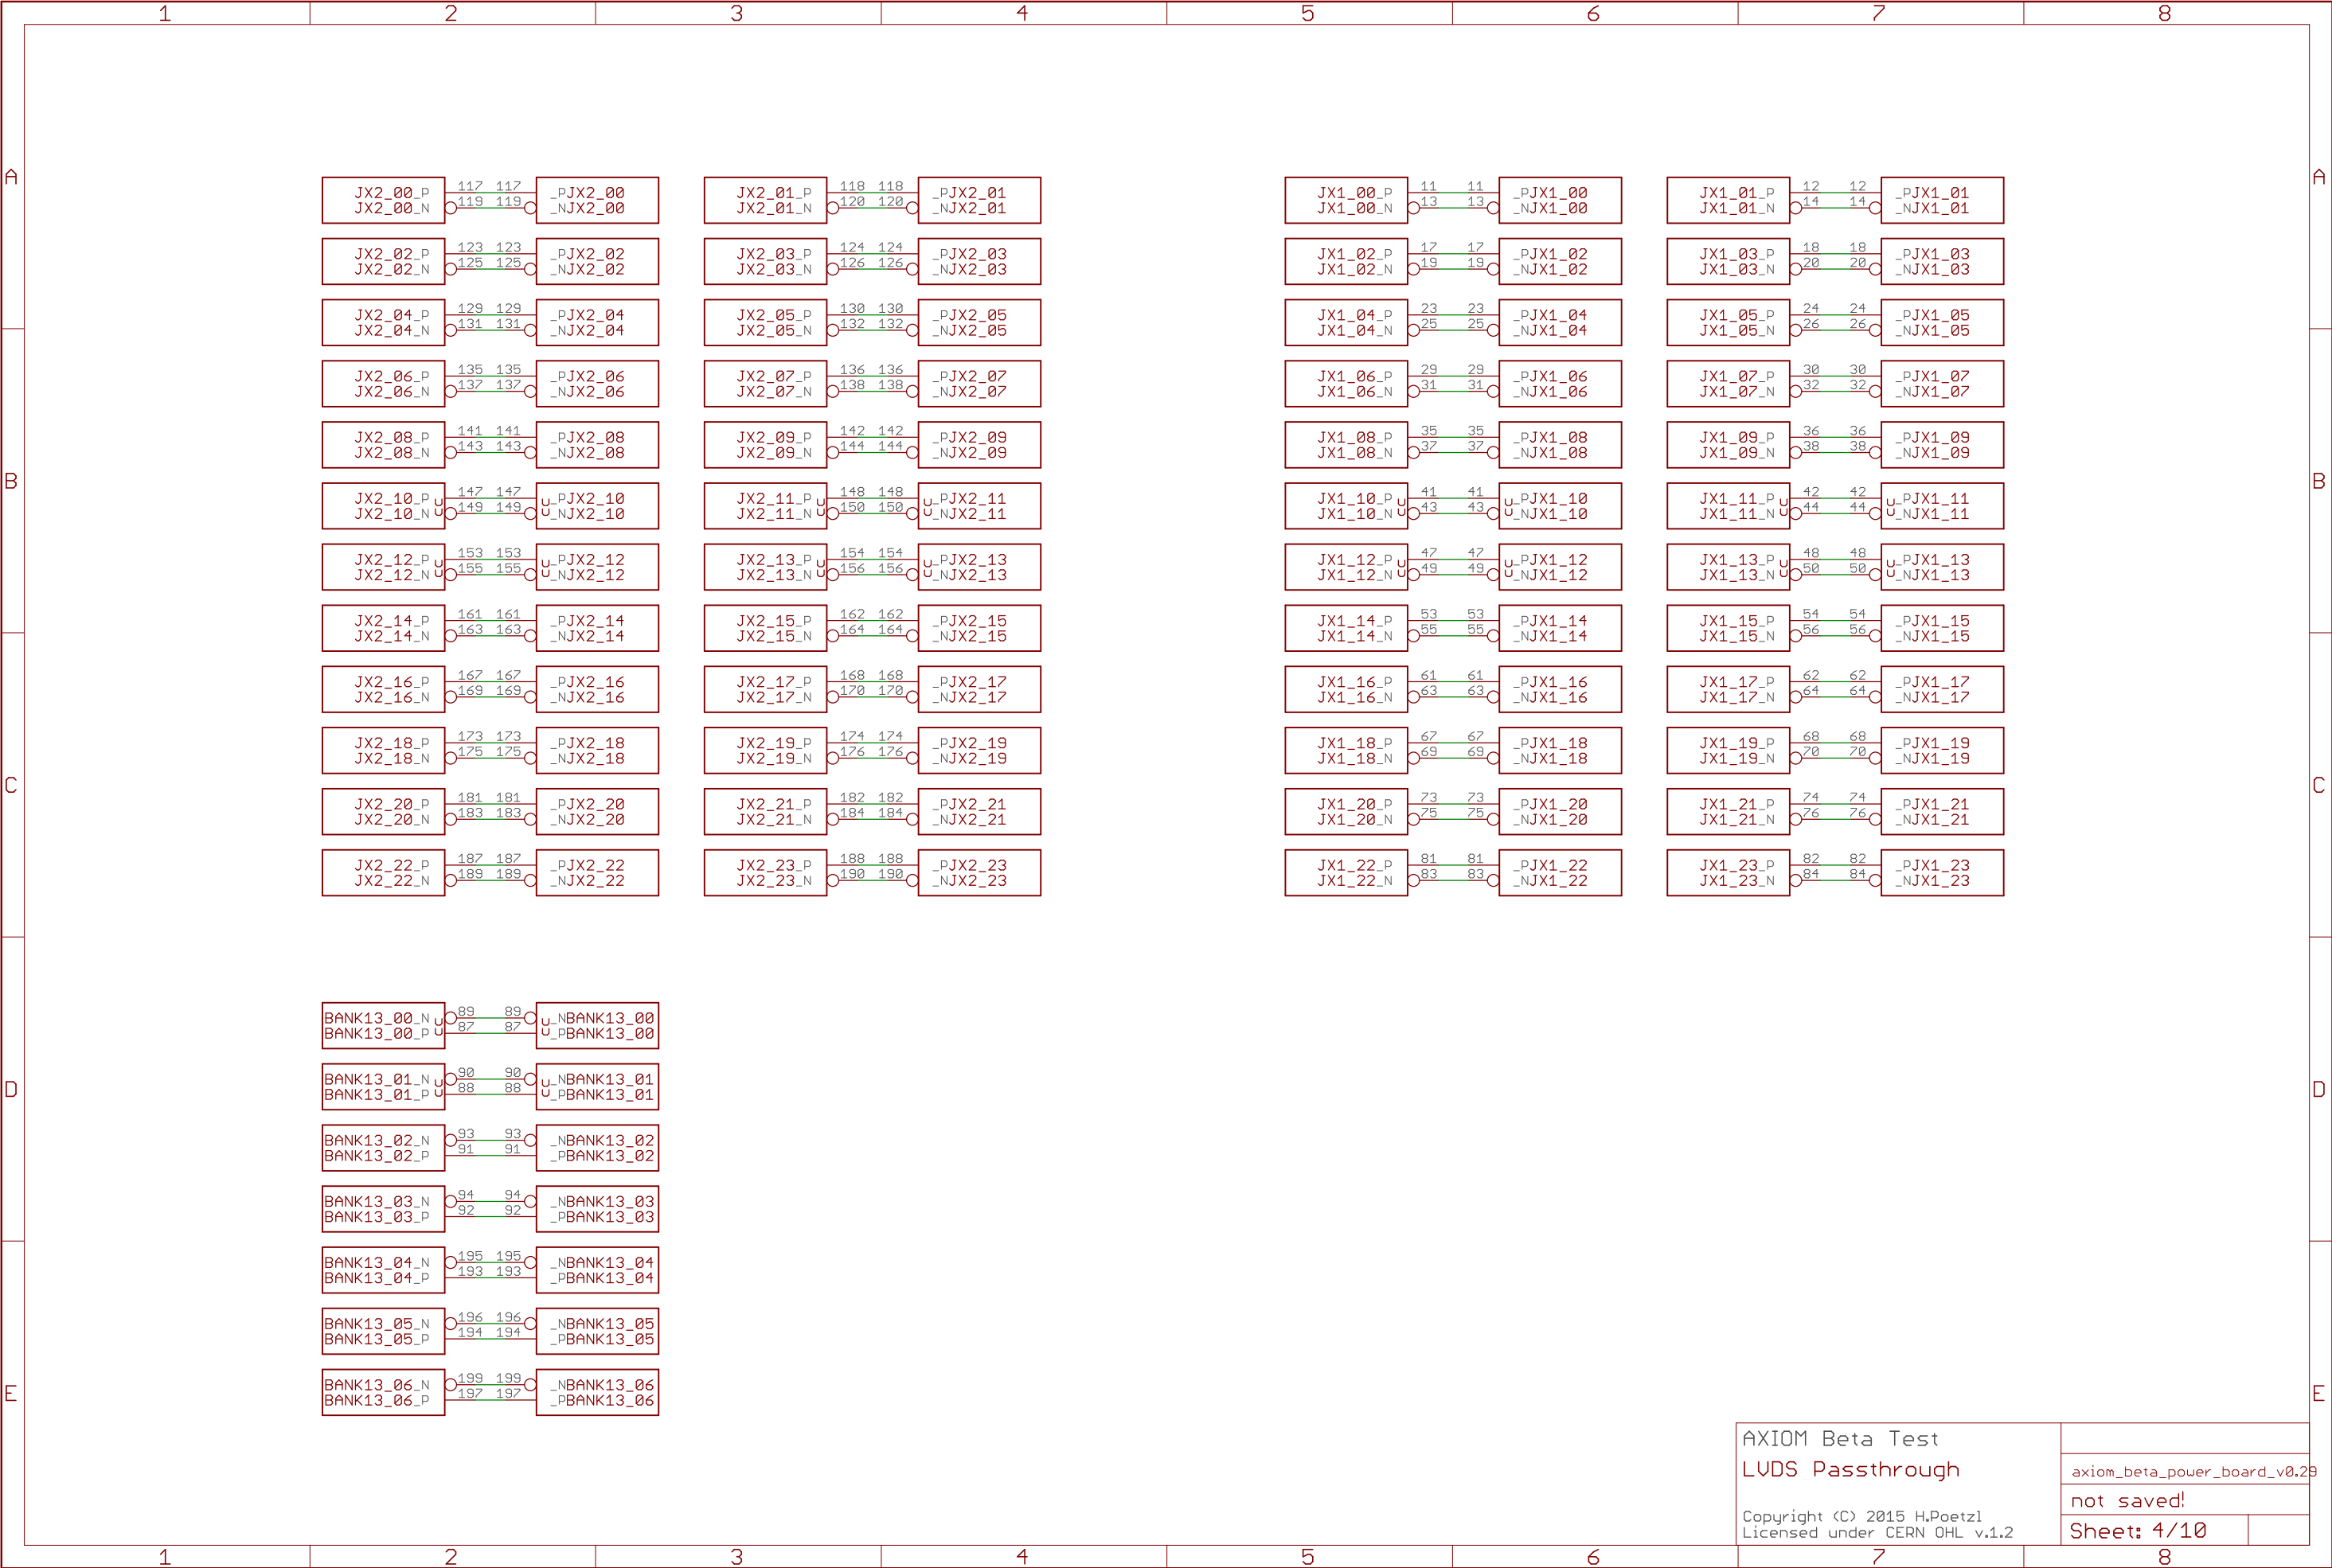 1 2 3 4 5 6 7 8
A A
JX2_00_P 117 117 _PJX2_00 JX2_01_P 118 118 _PJX2_01 JX1_00_P 11 11 _PJX1_00 JX1_01_P 12 12 _PJX1_01
JX2_00_N 119 119 _NJX2_00 JX2_01_N 120 120 _NJX2_01 JX1_00_N 13 13 _NJX1_00 JX1_01_N 14 14 _NJX1_01
JX2_02_P 123 123 _PJX2_02 JX2_03_P 124 124 _PJX2_03 JX1_02_P 17 17 _PJX1_02 JX1_03_P 18 18 _PJX1_03
JX2_02_N 125 125 _NJX2_02 JX2_03_N 126 126 _NJX2_03 JX1_02_N 19 19 _NJX1_02 JX1_03_N 20 20 _NJX1_03
JX2_04_P 129 129 _PJX2_04 JX2_05_P 130 130 _PJX2_05 JX1_04_P 23 23 _PJX1_04 JX1_05_P 24 24 _PJX1_05
JX2_04_N 131 131 _NJX2_04 JX2_05_N 132 132 _NJX2_05 JX1_04_N 25 25 _NJX1_04 JX1_05_N 26 26 _NJX1_05
JX2_06_P 135 135 _PJX2_06 JX2_07_P 136 136 _PJX2_07 JX1_06_P 29 29 _PJX1_06 JX1_07_P 30 30 _PJX1_07
JX2_06_N 137 137 _NJX2_06 JX2_07_N 138 138 _NJX2_07 JX1_06_N 31 31 _NJX1_06 JX1_07_N 32 32 _NJX1_07
JX2_08_P 141 141 _PJX2_08 JX2_09_P 142 142 _PJX2_09 JX1_08_P 35 35 _PJX1_08 JX1_09_P 36 36 _PJX1_09
JX2_08_N 143 143 _NJX2_08 JX2_09_N 144 144 _NJX2_09 JX1_08_N 37 37 _NJX1_08 JX1_09_N 38 38 _NJX1_09
B B
JX2_10_P U 147 147 U _PJX2_10 JX2_11_P U 148 148 U _PJX2_11 JX1_10_P U 41 41 U _PJX1_10 JX1_11_P U 42 42 U _PJX1_11
JX2_10_N U 149 149 U _NJX2_10 JX2_11_N U 150 150 U _NJX2_11 JX1_10_N U 43 43 U _NJX1_10 JX1_11_N U 44 44 U _NJX1_11
JX2_12_P U 153 153 U _PJX2_12 JX2_13_P U 154 154 U _PJX2_13 JX1_12_P U 47 47 U _PJX1_12 JX1_13_P U 48 48 U _PJX1_13
JX2_12_N U 155 155 U _NJX2_12 JX2_13_N U 156 156 U _NJX2_13 JX1_12_N U 49 49 U _NJX1_12 JX1_13_N U 50 50 U _NJX1_13
JX2_14_P 161 161 _PJX2_14 JX2_15_P 162 162 _PJX2_15 JX1_14_P 53 53 _PJX1_14 JX1_15_P 54 54 _PJX1_15
JX2_14_N 163 163 _NJX2_14 JX2_15_N 164 164 _NJX2_15 JX1_14_N 55 55 _NJX1_14 JX1_15_N 56 56 _NJX1_15
JX2_16_P 167 167 _PJX2_16 JX2_17_P 168 168 _PJX2_17 JX1_16_P 61 61 _PJX1_16 JX1_17_P 62 62 _PJX1_17
JX2_16_N 169 169 _NJX2_16 JX2_17_N 170 170 _NJX2_17 JX1_16_N 63 63 _NJX1_16 JX1_17_N 64 64 _NJX1_17
JX2_18_P 173 173 _PJX2_18 JX2_19_P 174 174 _PJX2_19 JX1_18_P 67 67 _PJX1_18 JX1_19_P 68 68 _PJX1_19
JX2_18_N 175 175 _NJX2_18 JX2_19_N 176 176 _NJX2_19 JX1_18_N 69 69 _NJX1_18 JX1_19_N 70 70 _NJX1_19
C C
JX2_20_P 181 181 _PJX2_20 JX2_21_P 182 182 _PJX2_21 JX1_20_P 73 73 _PJX1_20 JX1_21_P 74 74 _PJX1_21
JX2_20_N 183 183 _NJX2_20 JX2_21_N 184 184 _NJX2_21 JX1_20_N 75 75 _NJX1_20 JX1_21_N 76 76 _NJX1_21
JX2_22_P 187 187 _PJX2_22 JX2_23_P 188 188 _PJX2_23 JX1_22_P 81 81 _PJX1_22 JX1_23_P 82 82 _PJX1_23
JX2_22_N 189 189 _NJX2_22 JX2_23_N 190 190 _NJX2_23 JX1_22_N 83 83 _NJX1_22 JX1_23_N 84 84 _NJX1_23
BANK13_00_N U 89 89 U _NBANK13_00
BANK13_00_P U 87 87 U _PBANK13_00
BANK13_01_N U 90 90 U _NBANK13_01
BANK13_01_P U 88 88 U _PBANK13_01
D D
BANK13_02_N 93 93 _NBANK13_02
BANK13_02_P 91 91 _PBANK13_02
BANK13_03_N 94 94 _NBANK13_03
BANK13_03_P 92 92 _PBANK13_03
BANK13_04_N 195 195 _NBANK13_04
BANK13_04_P 193 193 _PBANK13_04
BANK13_05_N 196 196 _NBANK13_05
BANK13_05_P 194 194 _PBANK13_05
BANK13_06_N 199 199 _NBANK13_06
BANK13_06_P 197 197 _PBANK13_06
E E
AXIOM Beta Test
LVDS Passthrough
axiom_beta_power_board_v0.29
not saved!
Copyright (C) 2015 H.Poetzl
Licensed under CERN OHL v.1.2
Sheet: 4/10
1 2 3 4 5 6 7 8